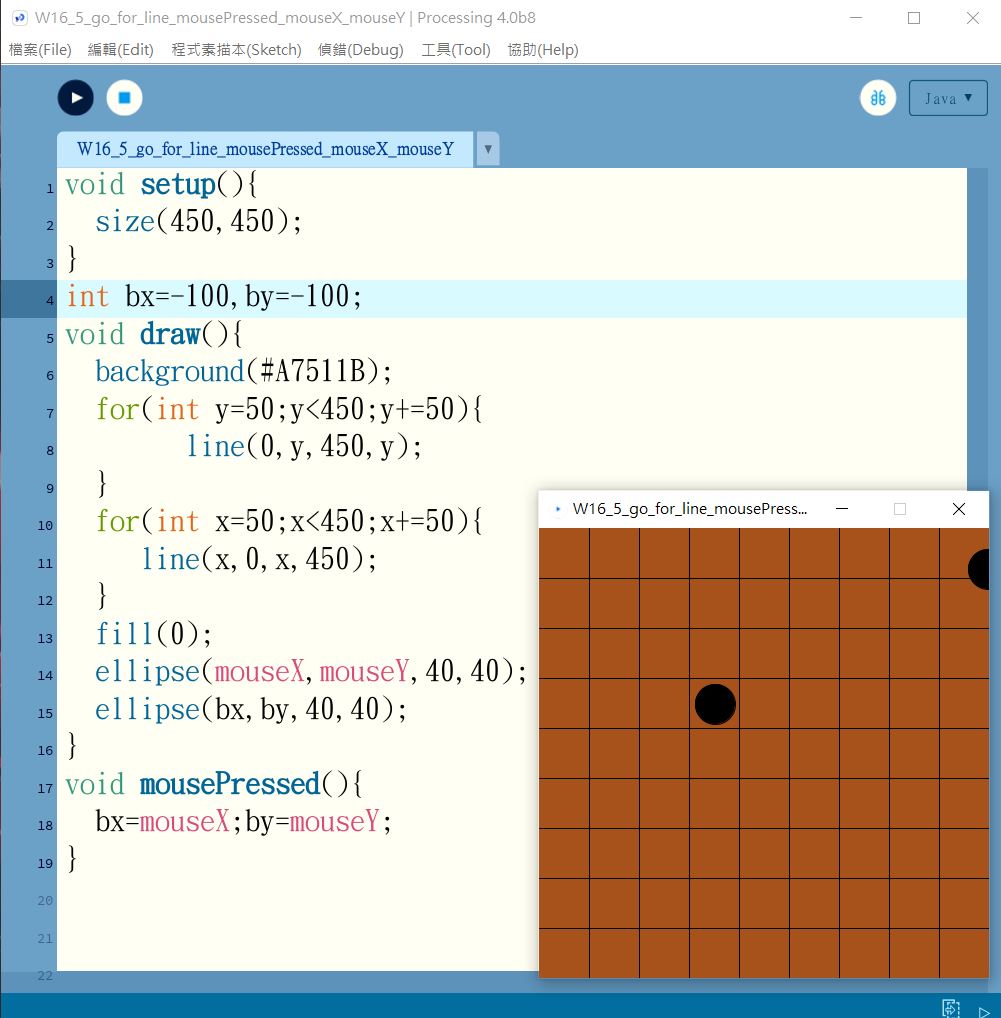 W16_5_go_for_line_mousePressed_mouseX_mouseY | Processing 4.0b8
檔案(File) 編輯(Edit) 程式素描本(Sketch) 偵錯(Debug) 工具(Tool) 協助(Help)
Java ▼
W16_5_go_for_line_mousePressed_mouseX_mouseY ▼
1 void setup(){
2   size(450,450);
3 }
4 int bx=-100,by=-100;
5 void draw(){
6   background(#A7511B);
7   for(int y=50;y<450;y+=50){
8         line(0,y,450,y);
9   }
10   for(int x=50;x<450;x+=50){
11      line(x,0,x,450);
12   }
13   fill(0);
14   ellipse(mouseX,mouseY,40,40);
15   ellipse(bx,by,40,40);
16 }
17 void mousePressed(){
18   bx=mouseX;by=mouseY;
19 }
20
21
22
W16_5_go_for_line_mousePress...